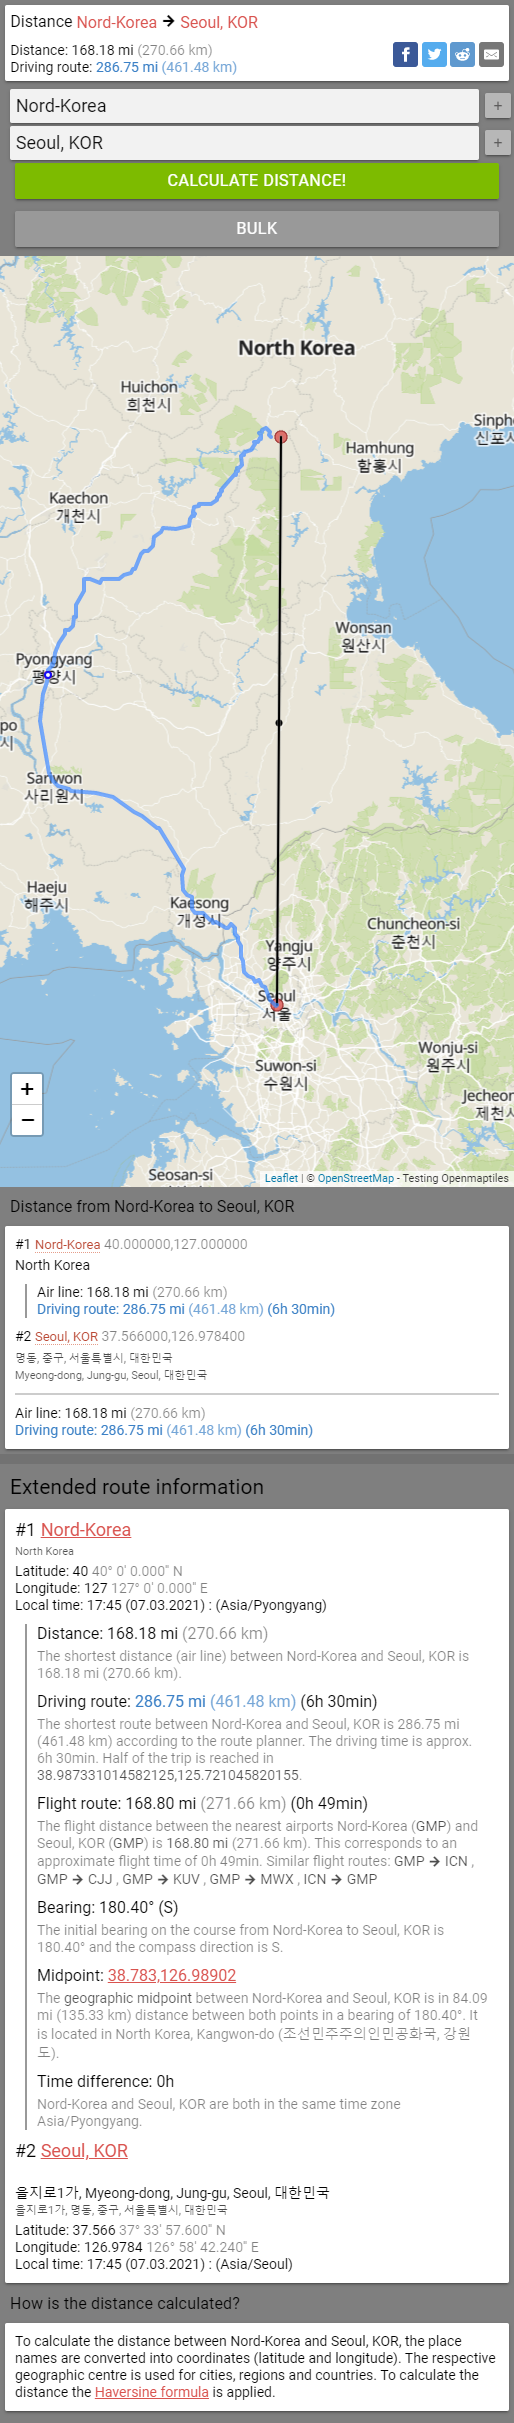 Distance Nord-Korea → Seoul, KOR
Distance: 168.18 mi (270.66 km)
Driving route: 286.75 mi (461.48 km)
Nord-Korea
+
Seoul, KOR
+
CALCULATE DISTANCE!
BULK
North Korea
Huichon
희천시
Sinph
신포시
Hamhung
함흥시
Kaechon
개천시
Wonsan
원산시
Pyongyang
평양시
po
시
Sariwon
사리원시
Haeju
해주시
Kaesong
개성시
Chuncheon-si
춘천시
Yangju
양주시
Seoul
서울
Wonju-si
원주시
Suwon-si
수원시
Jecheon
제천시
+
−
Seosan-si
Leaflet | © OpenStreetMap - Testing Openmaptiles
Distance from Nord-Korea to Seoul, KOR
#1 Nord-Korea 40.000000,127.000000
North Korea
Air line: 168.18 mi (270.66 km)
Driving route: 286.75 mi (461.48 km) (6h 30min)
#2 Seoul, KOR 37.566000,126.978400
명동, 중구, 서울특별시, 대한민국
Myeong-dong, Jung-gu, Seoul, 대한민국
Air line: 168.18 mi (270.66 km)
Driving route: 286.75 mi (461.48 km) (6h 30min)
Extended route information
#1 Nord-Korea
North Korea
Latitude: 40 40° 0' 0.000'' N
Longitude: 127 127° 0' 0.000'' E
Local time: 17:45 (07.03.2021) : (Asia/Pyongyang)
Distance: 168.18 mi (270.66 km)
The shortest distance (air line) between Nord-Korea and Seoul, KOR is
168.18 mi (270.66 km).
Driving route: 286.75 mi (461.48 km) (6h 30min)
The shortest route between Nord-Korea and Seoul, KOR is 286.75 mi
(461.48 km) according to the route planner. The driving time is approx.
6h 30min. Half of the trip is reached in
38.987331014582125,125.721045820155.
Flight route: 168.80 mi (271.66 km) (0h 49min)
The flight distance between the nearest airports Nord-Korea (GMP) and
Seoul, KOR (GMP) is 168.80 mi (271.66 km). This corresponds to an
approximate flight time of 0h 49min. Similar flight routes: GMP → ICN ,
GMP → CJJ , GMP → KUV , GMP → MWX , ICN → GMP
Bearing: 180.40° (S)
The initial bearing on the course from Nord-Korea to Seoul, KOR is
180.40° and the compass direction is S.
Midpoint: 38.783,126.98902
The geographic midpoint between Nord-Korea and Seoul, KOR is in 84.09
mi (135.33 km) distance between both points in a bearing of 180.40°. It
is located in North Korea, Kangwon-do (조선민주주의인민공화국, 강원
도).
Time difference: 0h
Nord-Korea and Seoul, KOR are both in the same time zone
Asia/Pyongyang.
#2 Seoul, KOR
을지로1가, Myeong-dong, Jung-gu, Seoul, 대한민국
을지로1가, 명동, 중구, 서울특별시, 대한민국
Latitude: 37.566 37° 33' 57.600'' N
Longitude: 126.9784 126° 58' 42.240'' E
Local time: 17:45 (07.03.2021) : (Asia/Seoul)
How is the distance calculated?
To calculate the distance between Nord-Korea and Seoul, KOR, the place
names are converted into coordinates (latitude and longitude). The respective
geographic centre is used for cities, regions and countries. To calculate the
distance the Haversine formula is applied.